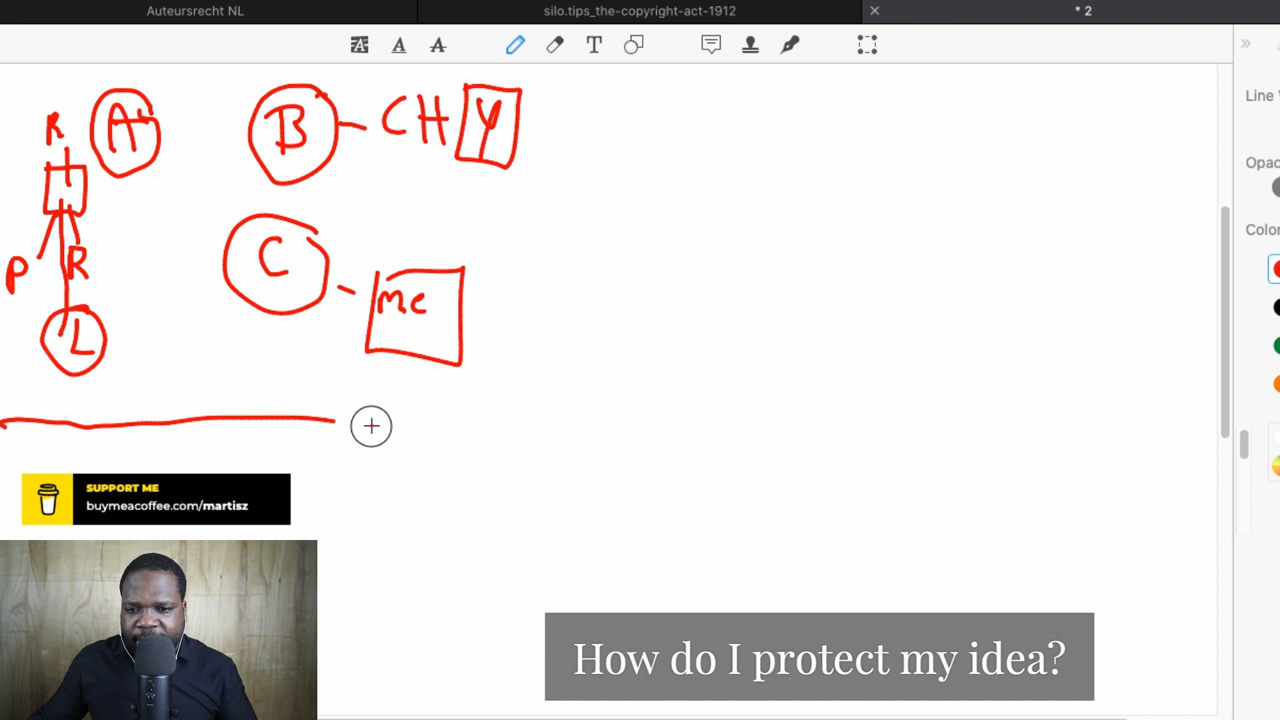 Auteursrecht NL
silo.tips_the-copyright-act-1912
* 2
A A A T
Line
Opac
Color
R A B CH Y
P R C me
L
SUPPORT ME
buymeacoffee.com/martisz
How do I protect my idea?